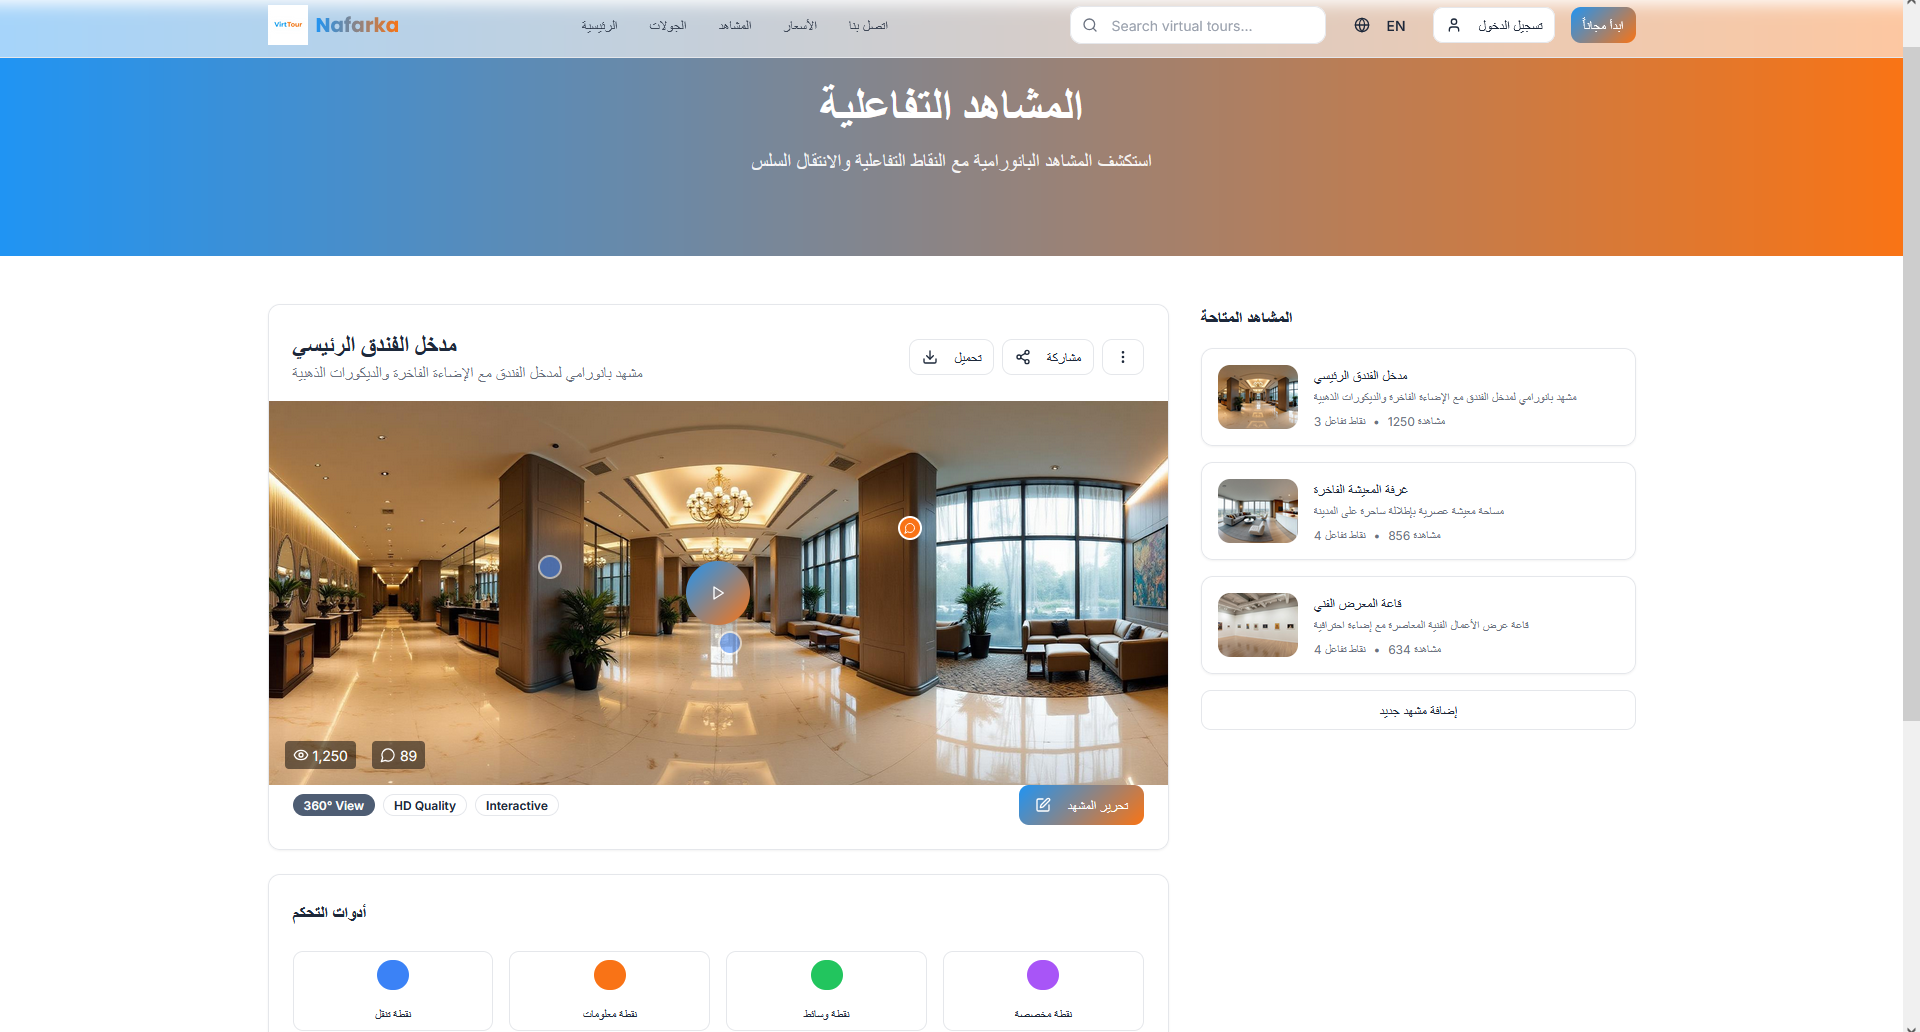 VirtTour
Nafarka
الرئيسية
الجولات
المشاهد
الأسعار
اتصل بنا
Search virtual tours...
EN
تسجيل الدخول
ابدأ مجاناً
المشاهد التفاعلية
استكشف المشاهد البانورامية مع النقاط التفاعلية والانتقال السلس
مدخل الفندق الرئيسي
مشهد بانورامي لمدخل الفندق مع الإضاءة الفاخرة والديكورات الذهبية
تحميل
مشاركة
1,250
89
360° View
HD Quality
Interactive
تحرير المشهد
أدوات التحكم
نقطة تنقل
نقطة معلومات
نقطة وسائط
نقطة مخصصة
المشاهد المتاحة
مدخل الفندق الرئيسي
مشهد بانورامي لمدخل الفندق مع الإضاءة الفاخرة والديكورات الذهبية
3 نقاط تفاعل • 1250 مشاهدة
غرفة المعيشة الفاخرة
مساحة معيشة عصرية بإطلالة ساحرة على المدينة
4 نقاط تفاعل • 856 مشاهدة
قاعة المعرض الفني
قاعة عرض الأعمال الفنية المعاصرة مع إضاءة احترافية
4 نقاط تفاعل • 634 مشاهدة
إضافة مشهد جديد